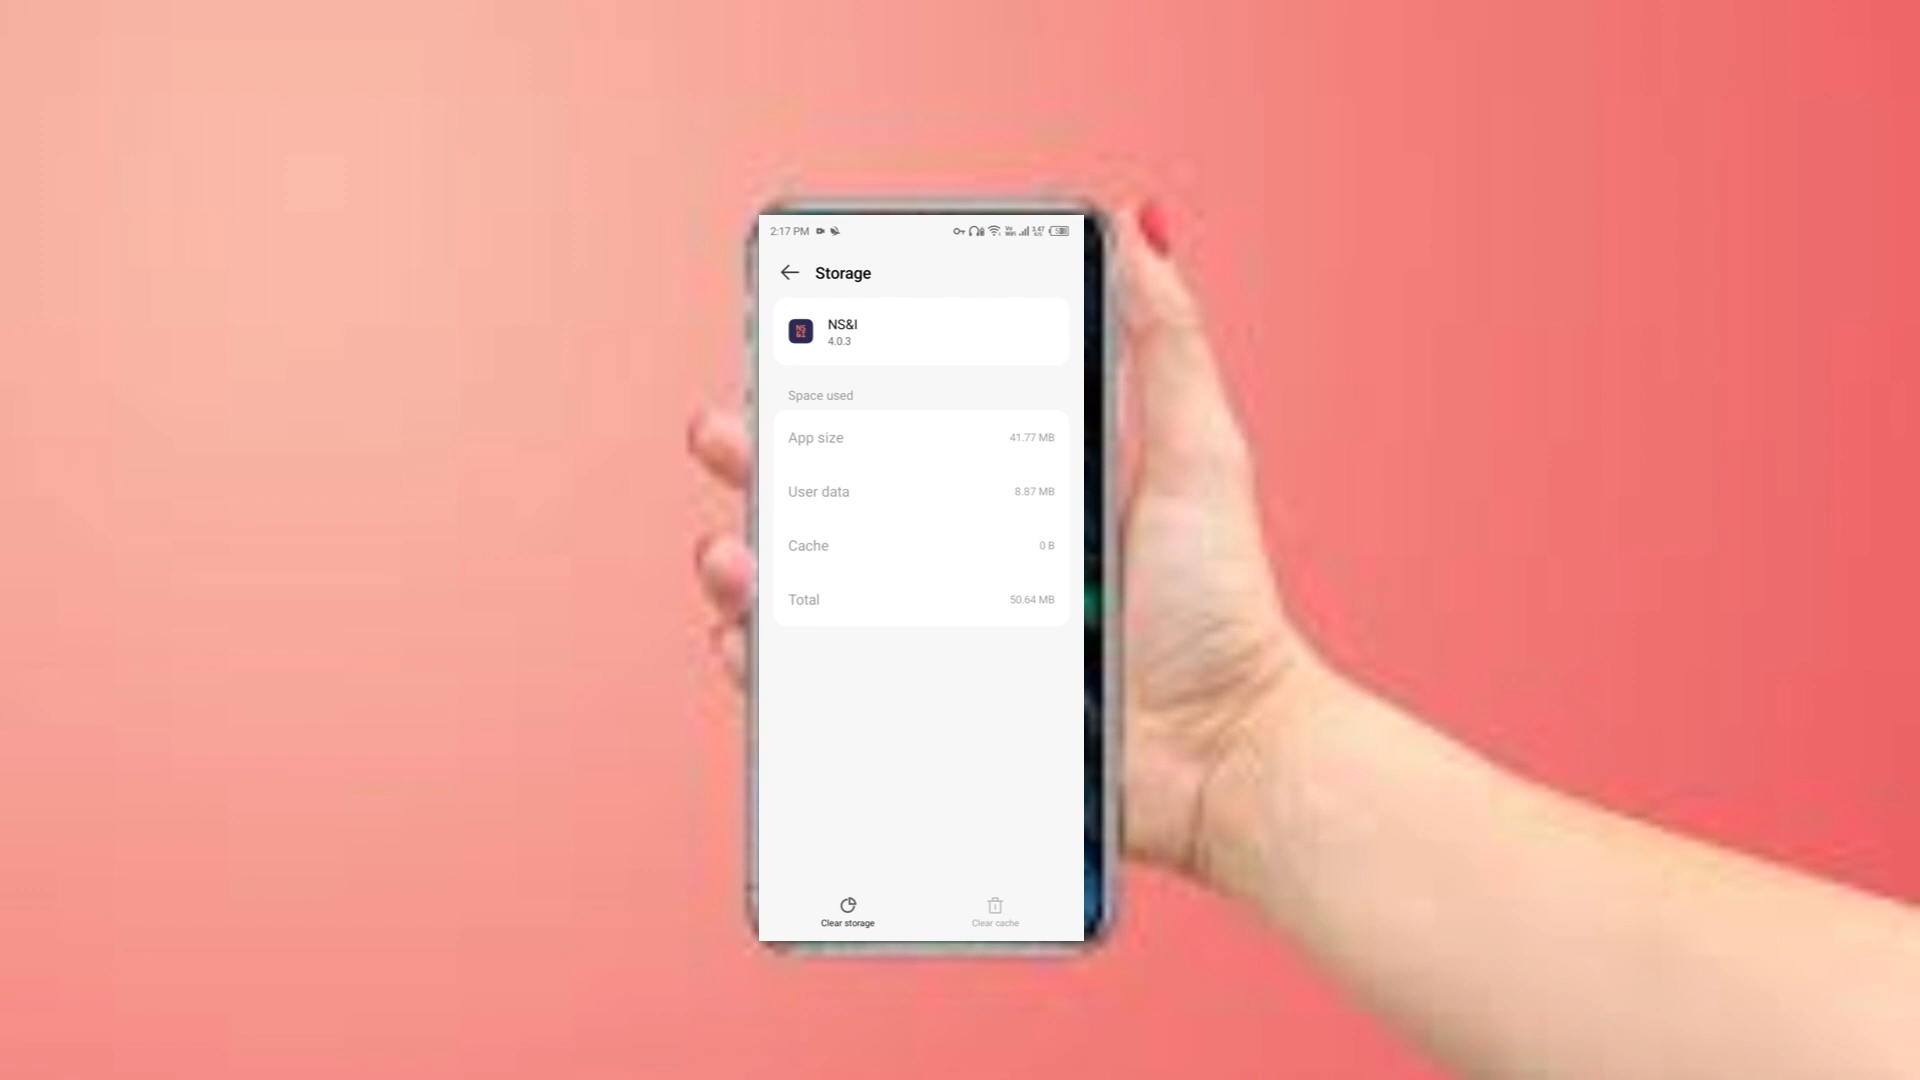 2:17 PM
Storage
NS&I
4.0.3
Space used
App size 41.77 MB
User data 8.87 MB
Cache 0 B
Total 50.64 MB
Clear storage Clear cache